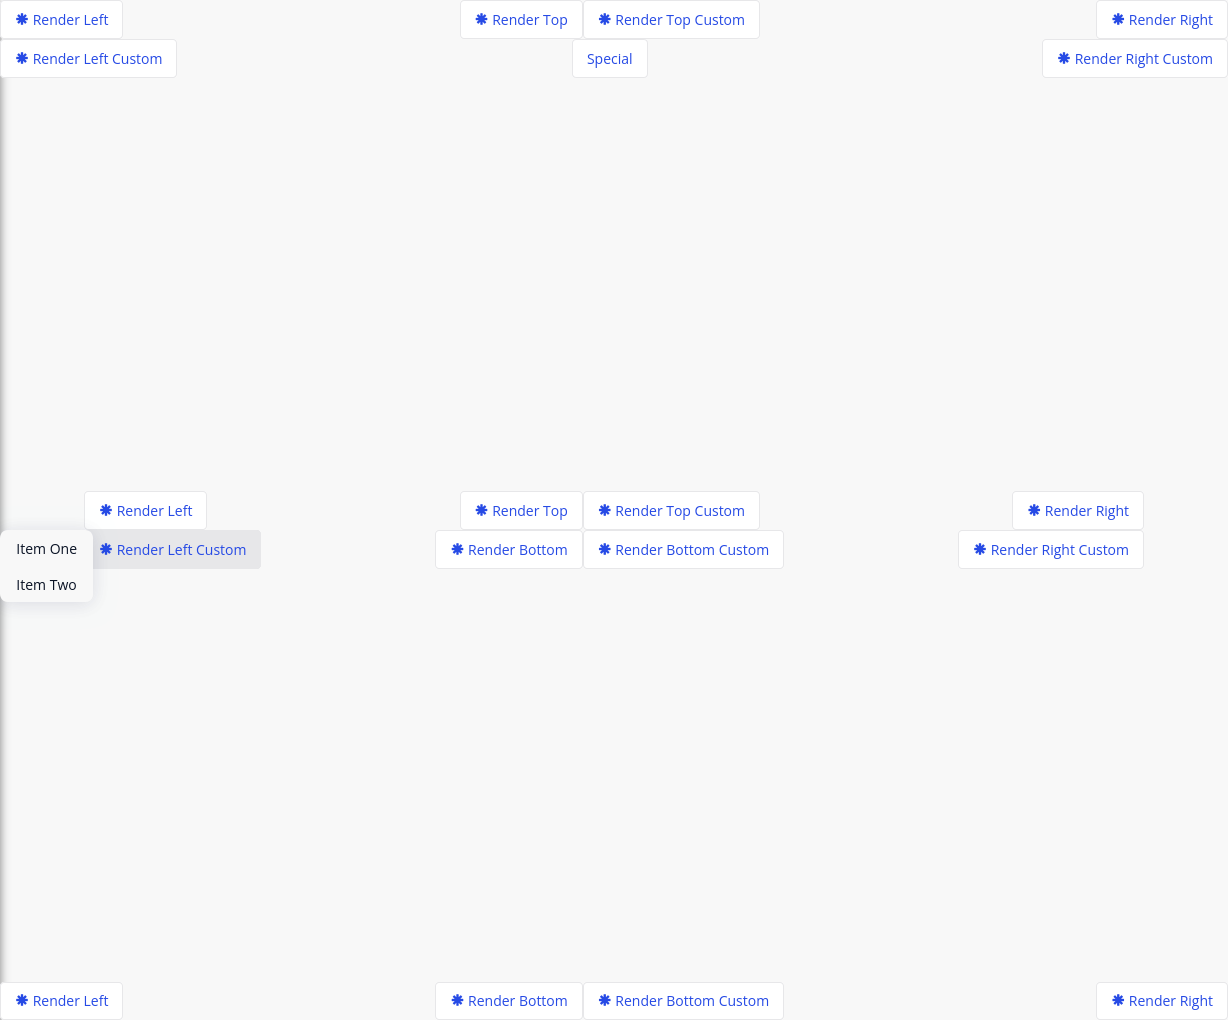 Render Left
Render Top
Render Top Custom
Render Right
Render Left Custom
Special
Render Right Custom
Render Left
Render Top
Render Top Custom
Render Right
Item One
Render Left Custom
Render Bottom
Render Bottom Custom
Render Right Custom
Item Two
Render Left
Render Bottom
Render Bottom Custom
Render Right